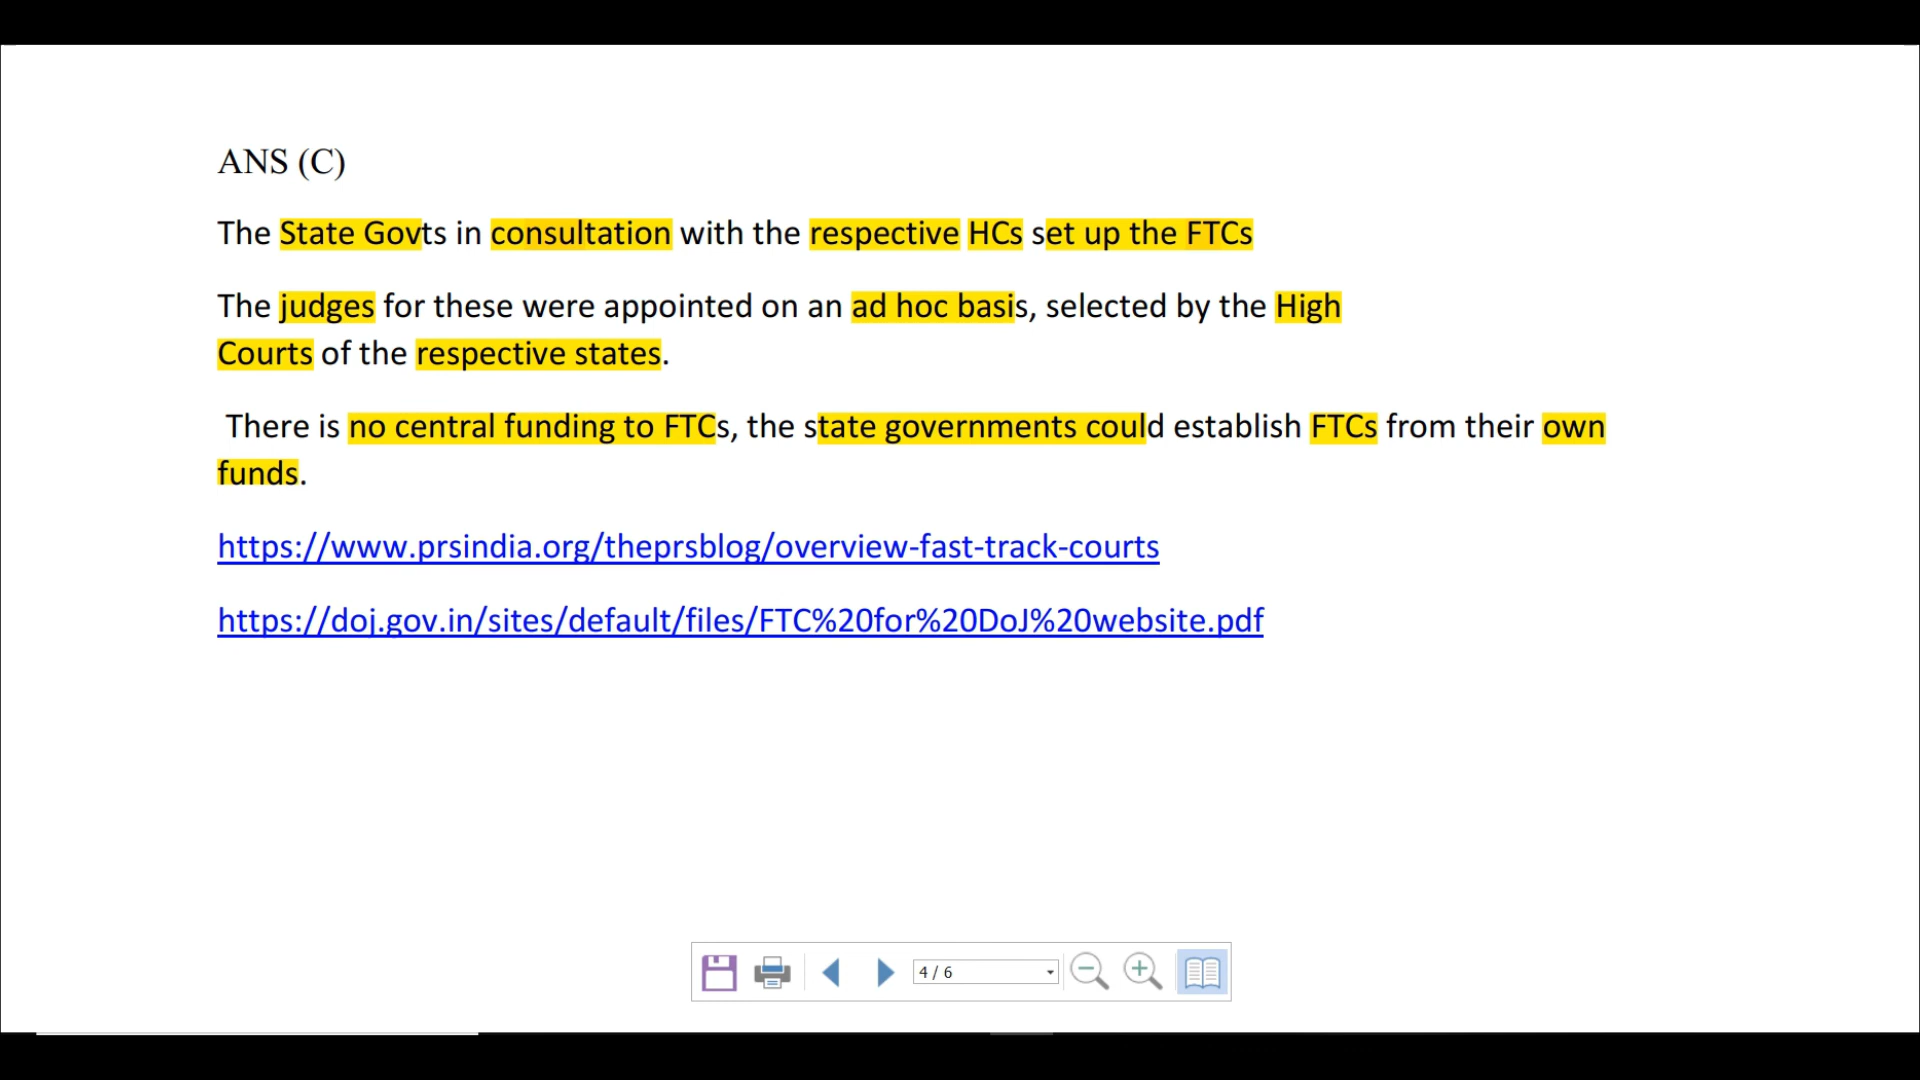 ANS (C)
The State Govts in consultation with the respective HCs set up the FTCs
The judges for these were appointed on an ad hoc basis, selected by the High
Courts of the respective states.
There is no central funding to FTCs, the state governments could establish FTCs from their own
funds.
https://www.prsindia.org/theprsblog/overview-fast-track-courts
https://doj.gov.in/sites/default/files/FTC%20for%20DoJ%20website.pdf
4 / 6